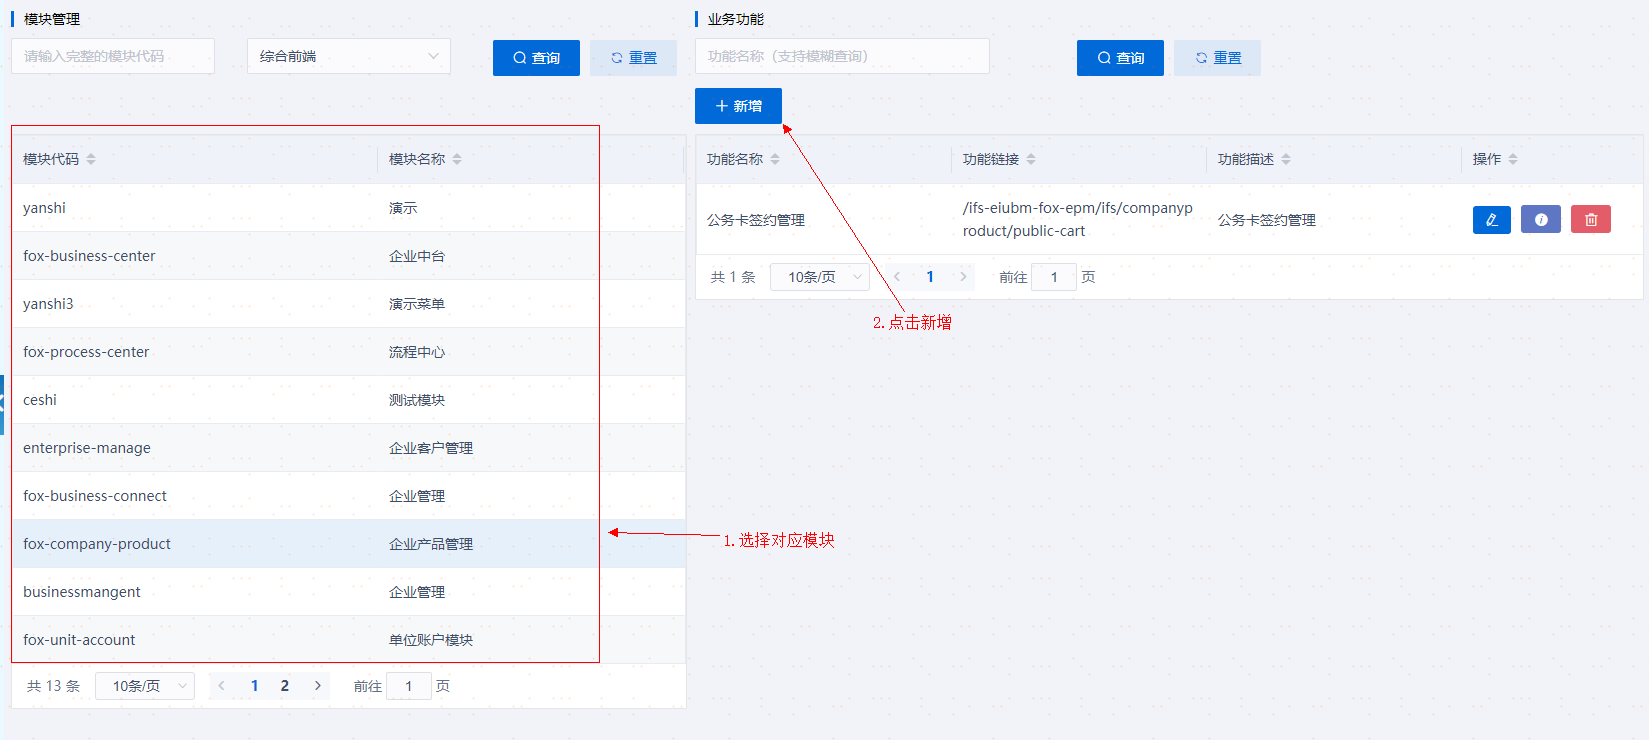 模块管理
请输入完整的模块代码
综合前端
查询
重置
模块代码
模块名称
yanshi
演示
fox-business-center
企业中台
yanshi3
演示菜单
fox-process-center
流程中心
ceshi
测试模块
enterprise-manage
企业客户管理
fox-business-connect
企业管理
fox-company-product
企业产品管理
businessmangent
企业管理
fox-unit-account
单位账户模块
共 13 条
10条/页
1
2
前往
1
页
1.选择对应模块
业务功能
功能名称（支持模糊查询）
查询
重置
新增
功能名称
功能链接
功能描述
操作
公务卡签约管理
/ifs-eiubm-fox-epm/ifs/companyp
roduct/public-cart
公务卡签约管理
共 1 条
10条/页
1
前往
1
页
2.点击新增